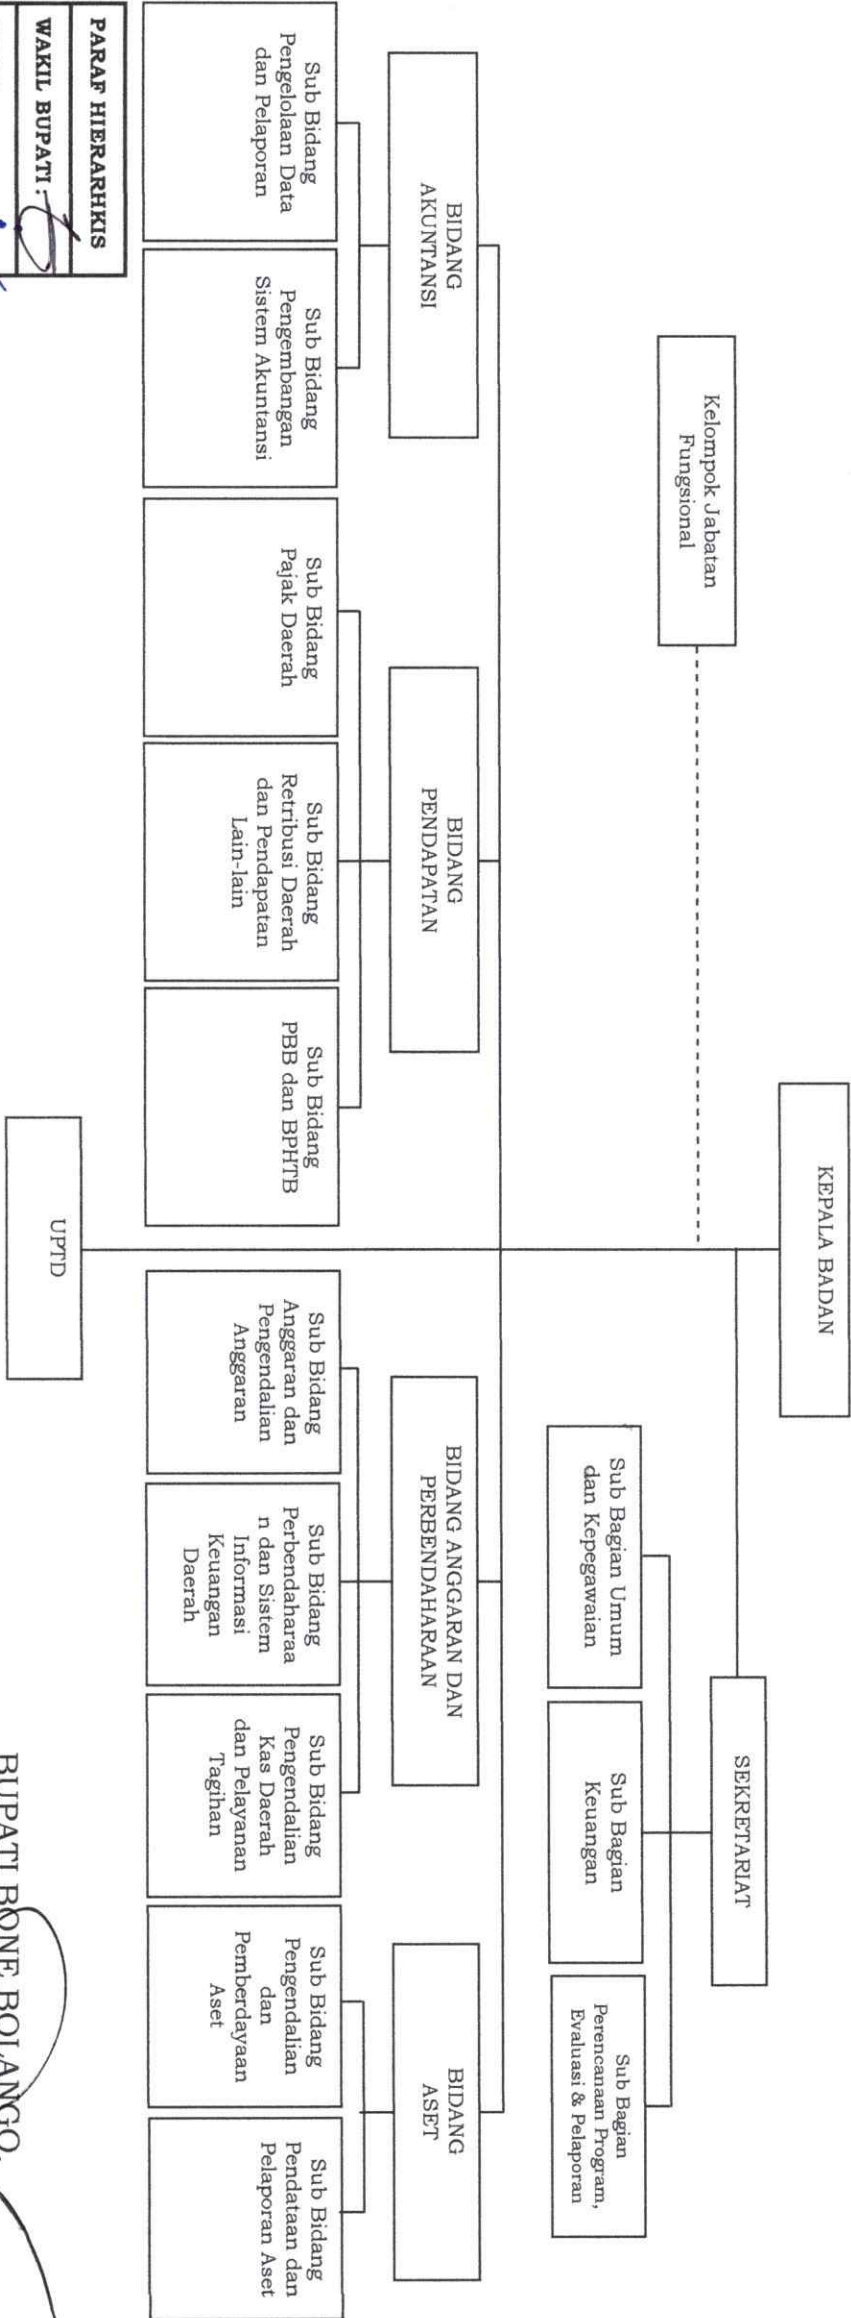 KEPALA BADAN
SEKRETARIAT
Kelompok Jabatan
Fungsional
Sub Bagian Umum
dan Kepegawaian
Sub Bagian
Keuangan
Sub Bagian
Perencanaan Program,
Evaluasi & Pelaporan
BIDANG
AKUNTANSI
BIDANG
PENDAPATAN
BIDANG ANGGARAN DAN
PERBENDAHARAAN
BIDANG
ASET
Sub Bidang
Pengelolaan Data
dan Pelaporan
Sub Bidang
Pengembangan
Sistem Akuntansi
Sub Bidang
Pajak Daerah
Sub Bidang
Retribusi Daerah
dan Pendapatan
Lain-lain
Sub Bidang
PBB dan BPHTB
Sub Bidang
Anggaran dan
Pengendalian
Anggaran
Sub Bidang
Perbendaharaa
n dan Sistem
Informasi
Keuangan
Daerah
Sub Bidang
Pengendalian
Kas Daerah
dan Pelayanan
Tagihan
Sub Bidang
Pengendalian
dan
Pemberdayaan
Aset
Sub Bidang
Pendataan dan
Pelaporan Aset
UPTD
PARAF HIERARHKIS
WAKIL BUPATI:
BUPATI BONE BOLANGO,